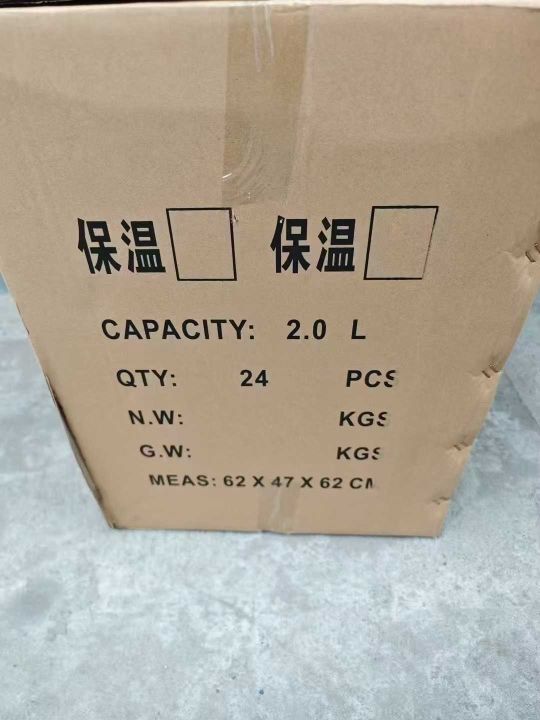 保温 保温
CAPACITY: 2.0 L
QTY: 24 PCS
N.W: KGS
G.W: KGS
MEAS: 62 X 47 X 62 CM